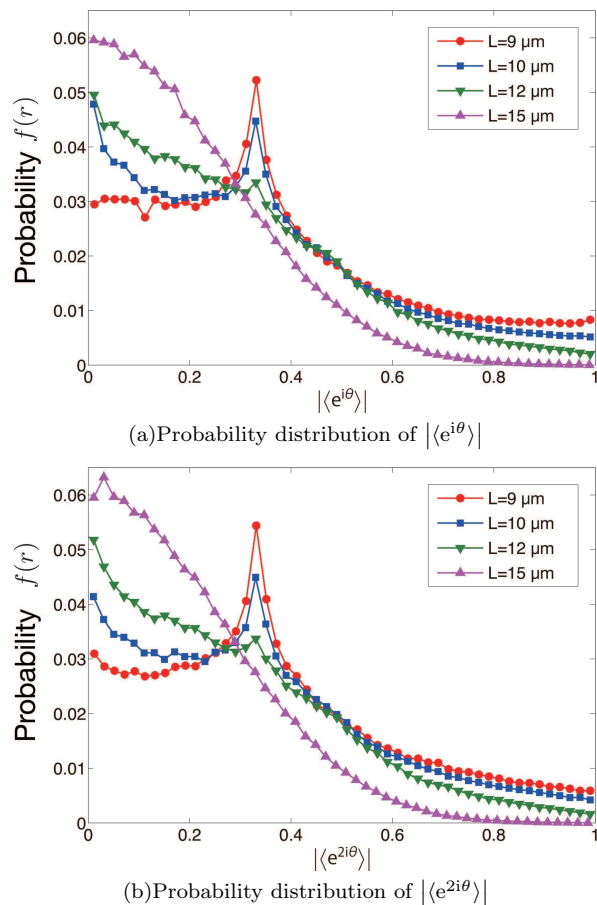 0.06
0.05
0.04
0.03
0.02
0.01
0
Probability f(r)
L=9 µm
L=10 µm
L=12 µm
L=15 µm
0 0.2 0.4 0.6 0.8 1
|⟨e^{iθ}⟩|
(a)Probability distribution of |⟨e^{iθ}⟩|
0.06
0.05
0.04
0.03
0.02
0.01
0
Probability f(r)
L=9 µm
L=10 µm
L=12 µm
L=15 µm
0 0.2 0.4 0.6 0.8 1
|⟨e^{2iθ}⟩|
(b)Probability distribution of |⟨e^{2iθ}⟩|